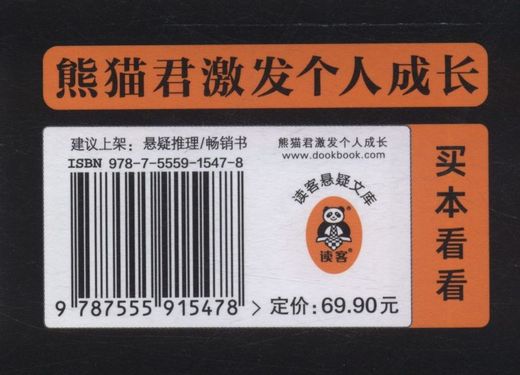 熊猫君激发个人成长
建议上架：悬疑推理/畅销书
ISBN 978-7-5559-1547-8
9 787555 915478 >
熊猫君激发个人成长
www.dookbook.com
读客悬疑文库
读客®
定价：69.90元
买本看看